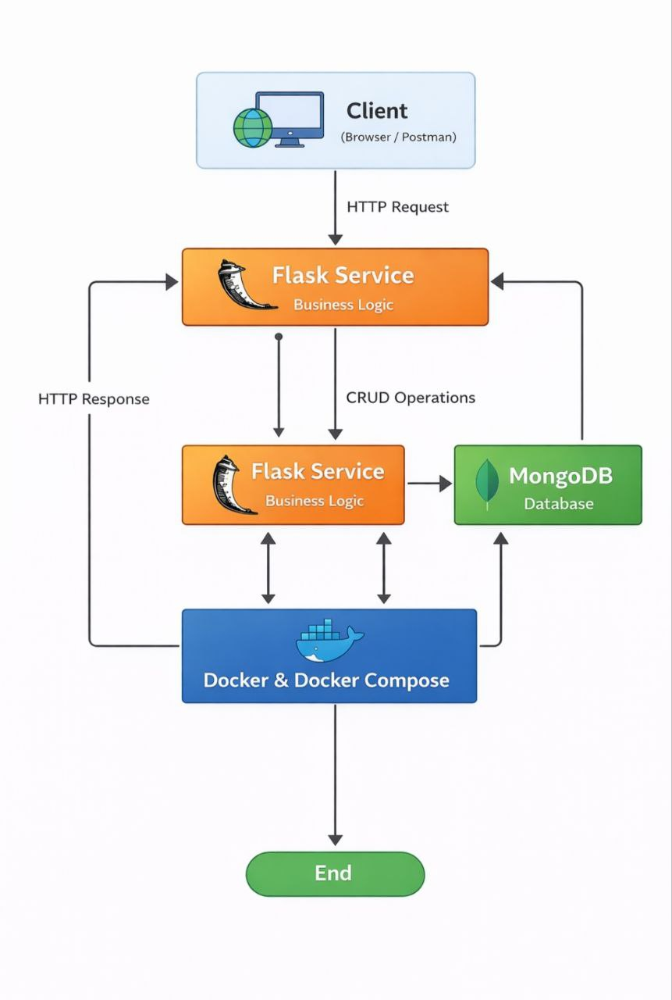 Client
(Browser / Postman)
HTTP Request
Flask Service
Business Logic
HTTP Response
CRUD Operations
Flask Service
Business Logic
MongoDB
Database
Docker & Docker Compose
End